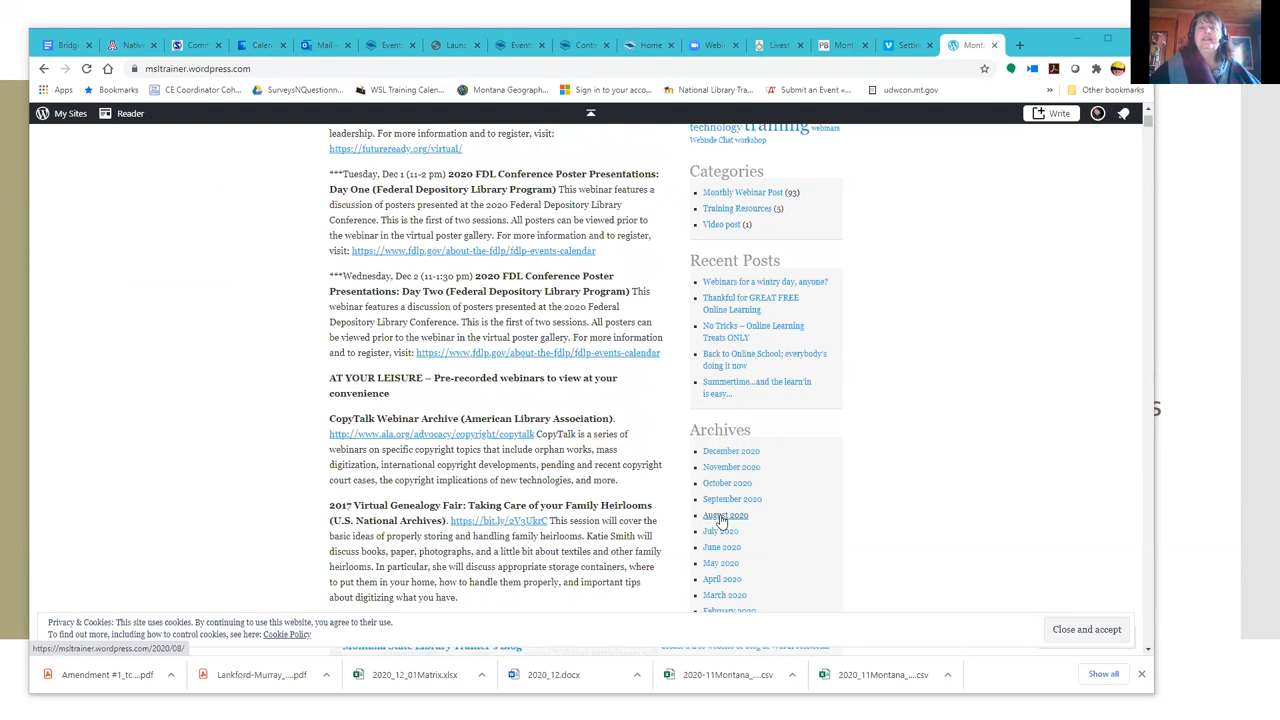 Bridg Native Comm Calen Mail - Event Launc Event Conti Home Webi Livest Mont Settin Mont
msltrainer.wordpress.com
Apps Bookmarks CE Coordinator Coh... SurveysNQuestionn... WSL Training Calen... Montana Geograph... Sign in to your acco... National Library Tra... Submit an Event «... udwcon.mt.gov » Other bookmarks
My Sites Reader Write
leadership. For more information and to register, visit:
https://futureready.org/virtual/
***Tuesday, Dec 1 (11-2 pm) 2020 FDL Conference Poster Presentations:
Day One (Federal Depository Library Program) This webinar features a
discussion of posters presented at the 2020 Federal Depository Library
Conference. This is the first of two sessions. All posters can be viewed prior to
the webinar in the virtual poster gallery. For more information and to register,
visit: https://www.fdlp.gov/about-the-fdlp/fdlp-events-calendar
***Wednesday, Dec 2 (11-1:30 pm) 2020 FDL Conference Poster
Presentations: Day Two (Federal Depository Library Program) This
webinar features a discussion of posters presented at the 2020 Federal
Depository Library Conference. This is the first of two sessions. All posters can
be viewed prior to the webinar in the virtual poster gallery. For more information
and to register, visit: https://www.fdlp.gov/about-the-fdlp/fdlp-events-calendar
AT YOUR LEISURE – Pre-recorded webinars to view at your
convenience
CopyTalk Webinar Archive (American Library Association).
http://www.ala.org/advocacy/copyright/copytalk CopyTalk is a series of
webinars on specific copyright topics that include orphan works, mass
digitization, international copyright developments, pending and recent copyright
court cases, the copyright implications of new technologies, and more.
2017 Virtual Genealogy Fair: Taking Care of your Family Heirlooms
(U.S. National Archives). https://bit.ly/2V3UkrC This session will cover the
basic ideas of properly storing and handling family heirlooms. Katie Smith will
discuss books, paper, photographs, and a little bit about textiles and other family
heirlooms. In particular, she will discuss appropriate storage containers, where
to put them in your home, how to handle them properly, and important tips
about digitizing what you have.
technology training webinars
Webside Chat workshop
Categories
Monthly Webinar Post (93)
Training Resources (5)
Video post (1)
Recent Posts
Webinars for a wintry day, anyone?
Thankful for GREAT FREE
Online Learning
No Tricks – Online Learning
Treats ONLY
Back to Online School; everybody's
doing it now
Summertime...and the learn'in
is easy...
Archives
December 2020
November 2020
October 2020
September 2020
August 2020
July 2020
June 2020
May 2020
April 2020
March 2020
February 2020
s
Privacy & Cookies: This site uses cookies. By continuing to use this website, you agree to their use.
To find out more, including how to control cookies, see here: Cookie Policy
Close and accept
https://msltrainer.wordpress.com/2020/08/
Montana State Library Trainer's Blog
Amendment #1_tc....pdf Lankford-Murray_....pdf 2020_12_01Matrix.xlsx 2020_12.docx 2020-11Montana_....csv 2020_11Montana_....csv Show all